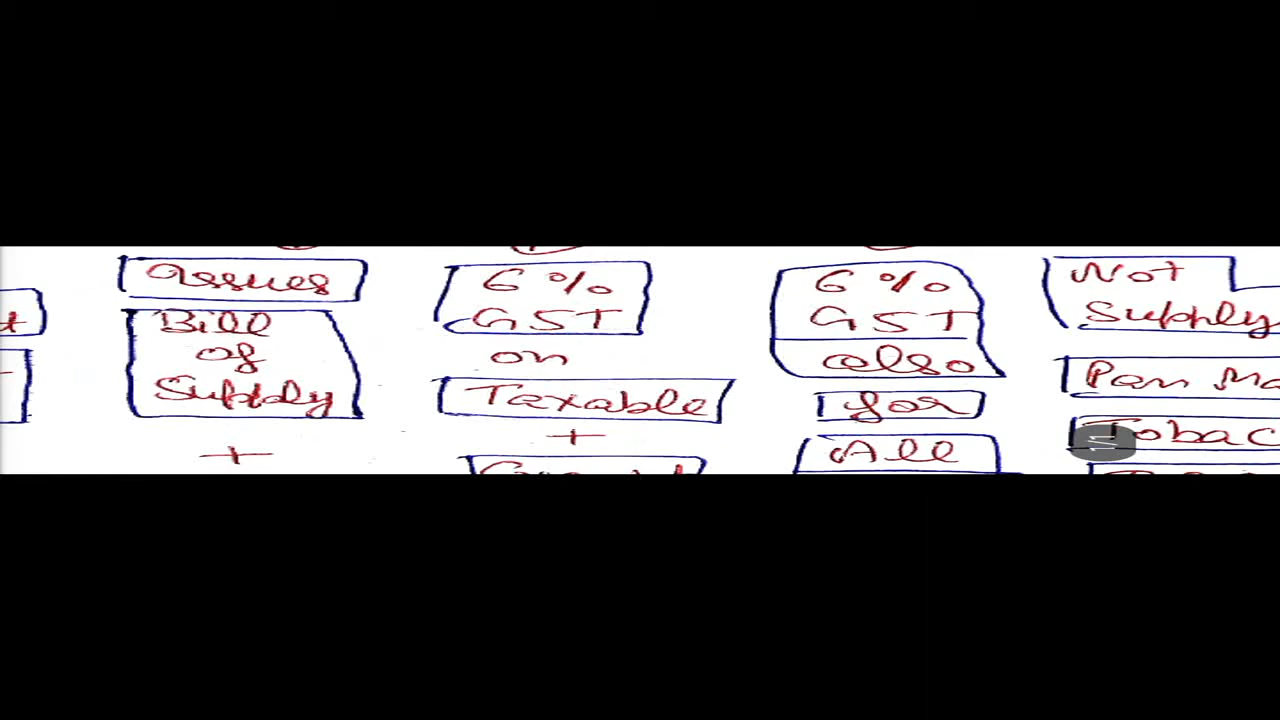 Issues
Bill
of
Supply
+
6 %
GST
on
Taxable
+
6 %
GST
also
for
All
Not
Supply
Pan Ma
Tobac